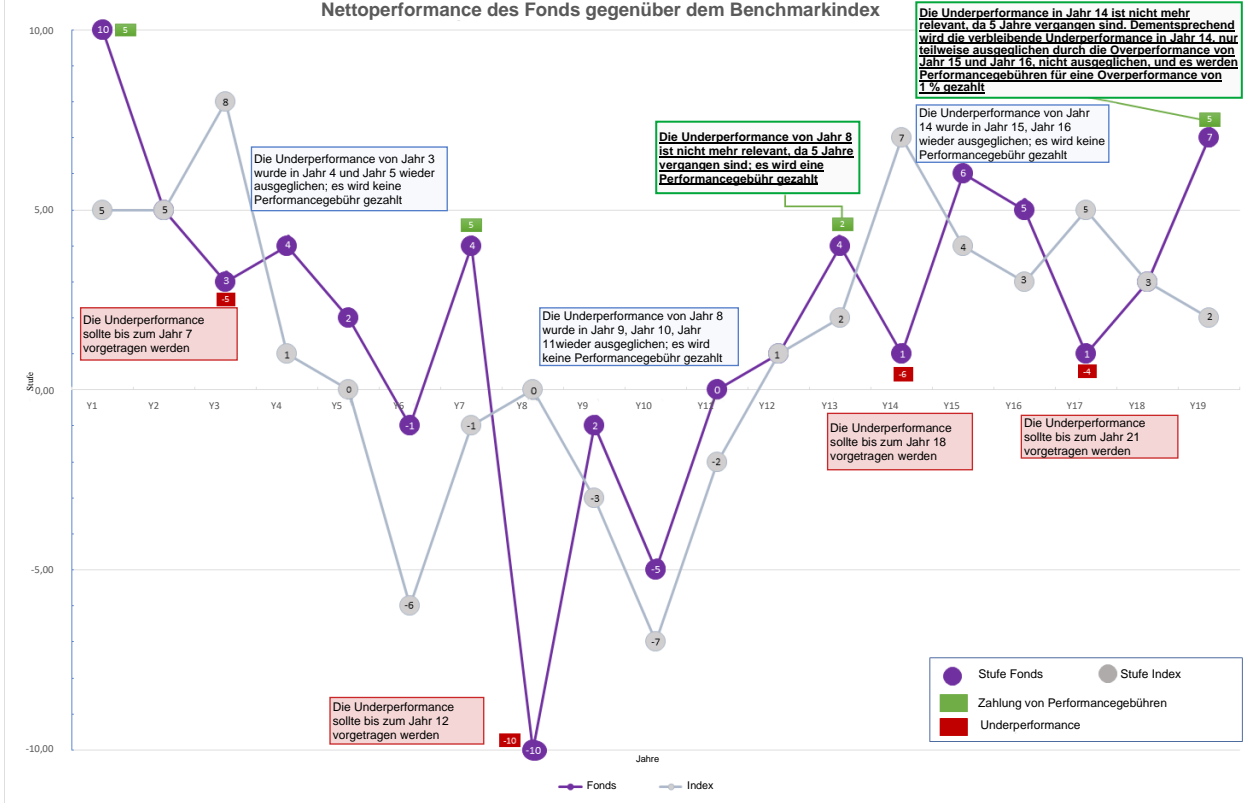 Nettoperformance des Fonds gegenüber dem Benchmarkindex
Die Underperformance in Jahr 14 ist nicht mehr
relevant, da 5 Jahre vergangen sind. Dementsprechend
wird die verbleibende Underperformance in Jahr 14, nur
teilweise ausgeglichen durch die Overperformance von
Jahr 15 und Jahr 16, nicht ausgeglichen, und es werden
Performancegebühren für eine Overperformance von
1 % gezahlt
Die Underperformance von Jahr
14 wurde in Jahr 15, Jahr 16
wieder ausgeglichen; es wird keine
Performancegebühr gezahlt
Die Underperformance von Jahr 8
ist nicht mehr relevant, da 5 Jahre
vergangen sind; es wird eine
Performancegebühr gezahlt
Die Underperformance von Jahr 3
wurde in Jahr 4 und Jahr 5 wieder
ausgeglichen; es wird keine
Performancegebühr gezahlt
Die Underperformance
sollte bis zum Jahr 7
vorgetragen werden
Die Underperformance von Jahr 8
wurde in Jahr 9, Jahr 10, Jahr
11wieder ausgeglichen; es wird
keine Performancegebühr gezahlt
Die Underperformance
sollte bis zum Jahr 18
vorgetragen werden
Die Underperformance
sollte bis zum Jahr 21
vorgetragen werden
Die Underperformance
sollte bis zum Jahr 12
vorgetragen werden
10,00
5,00
0,00
-5,00
-10,00
Stufe
Y1 Y2 Y3 Y4 Y5 Y6 Y7 Y8 Y9 Y10 Y11 Y12 Y13 Y14 Y15 Y16 Y17 Y18 Y19
10 3 4 2 -1 4 -10 2 -5 0 4 1 6 5 1 7
5 5 8 1 0 -6 -1 0 -3 -7 -2 1 2 7 4 3 5 3 2
5 5 2 5
-5 -10 -6 -4
Jahre
Stufe Fonds Stufe Index
Zahlung von Performancegebühren
Underperformance
Fonds Index